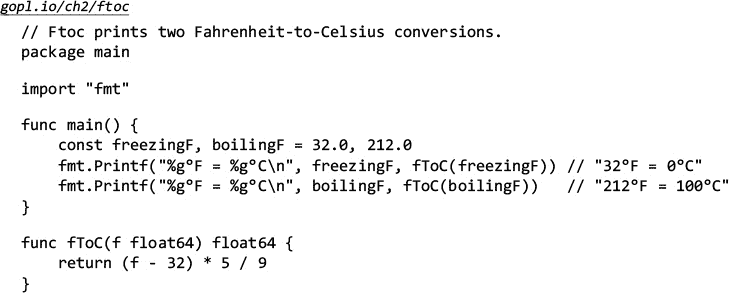 gopl.io/ch2/ftoc
// Ftoc prints two Fahrenheit-to-Celsius conversions.
package main
import "fmt"
func main() {
    const freezingF, boilingF = 32.0, 212.0
    fmt.Printf("%g°F = %g°C\n", freezingF, fToC(freezingF)) // "32°F = 0°C"
    fmt.Printf("%g°F = %g°C\n", boilingF, fToC(boilingF))   // "212°F = 100°C"
}
func fToC(f float64) float64 {
    return (f - 32) * 5 / 9
}